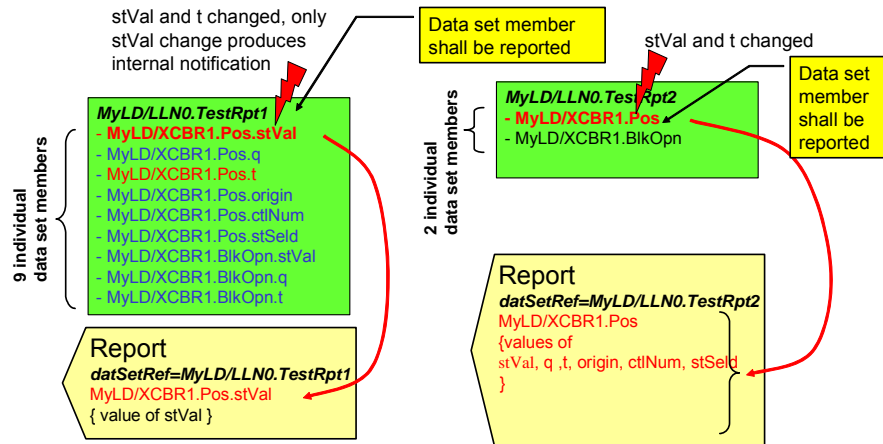 stVal and t changed, only
stVal change produces
internal notification
Data set member
shall be reported
MyLD/LLN0.TestRpt1
- MyLD/XCBR1.Pos.stVal
- MyLD/XCBR1.Pos.q
- MyLD/XCBR1.Pos.t
- MyLD/XCBR1.Pos.origin
- MyLD/XCBR1.Pos.ctlNum
- MyLD/XCBR1.Pos.stSeld
- MyLD/XCBR1.BlkOpn.stVal
- MyLD/XCBR1.BlkOpn.q
- MyLD/XCBR1.BlkOpn.t
9 individual
data set members
Report
datSetRef=MyLD/LLN0.TestRpt1
MyLD/XCBR1.Pos.stVal
{ value of stVal }
stVal and t changed
Data set
member
shall be
reported
MyLD/LLN0.TestRpt2
- MyLD/XCBR1.Pos
- MyLD/XCBR1.BlkOpn
2 individual
data set members
Report
datSetRef=MyLD/LLN0.TestRpt2
MyLD/XCBR1.Pos
{values of
stVal, q ,t, origin, ctlNum, stSeld
}